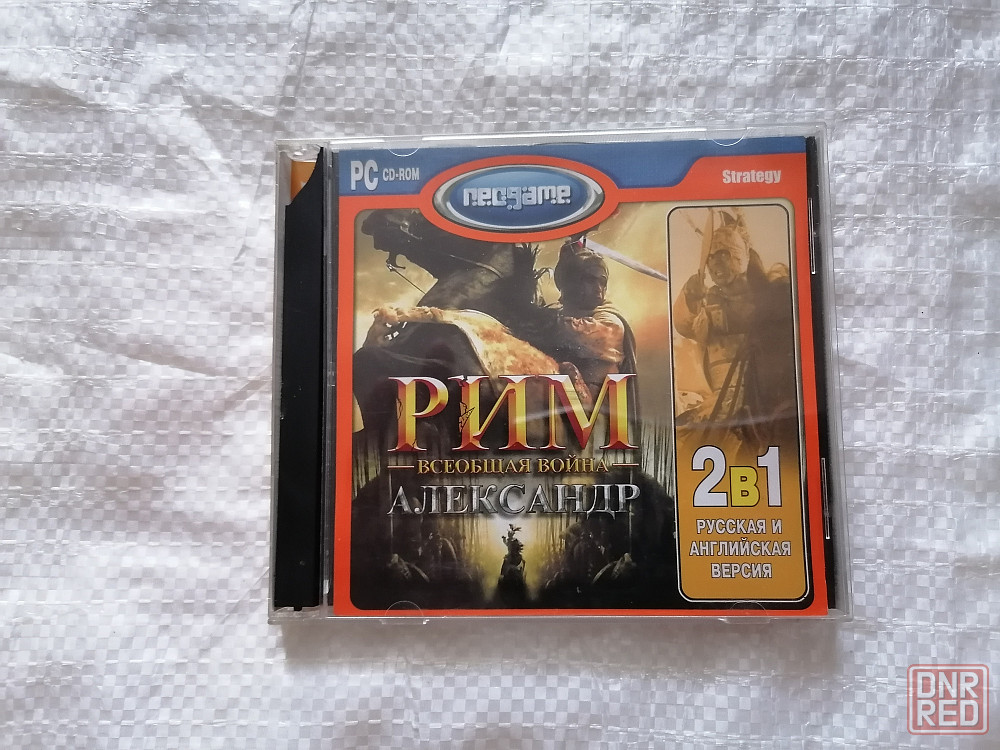 PC CD-ROM
neogame
Strategy
РИМ
ВСЕОБЩАЯ ВОЙНА
АЛЕКСАНДР
2в1
РУССКАЯ И
АНГЛИЙСКАЯ
ВЕРСИЯ
DNR
RED